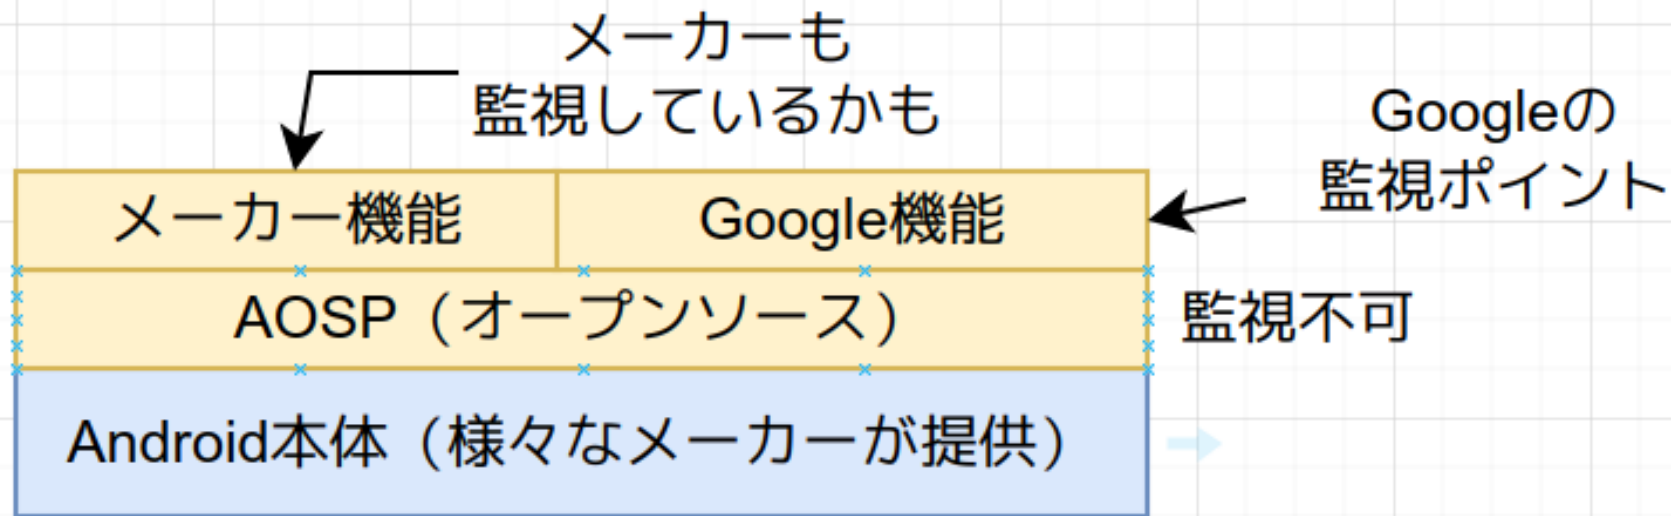 メーカーも
監視しているかも
Googleの
監視ポイント
メーカー機能
Google機能
AOSP（オープンソース）
監視不可
Android本体（様々なメーカーが提供）